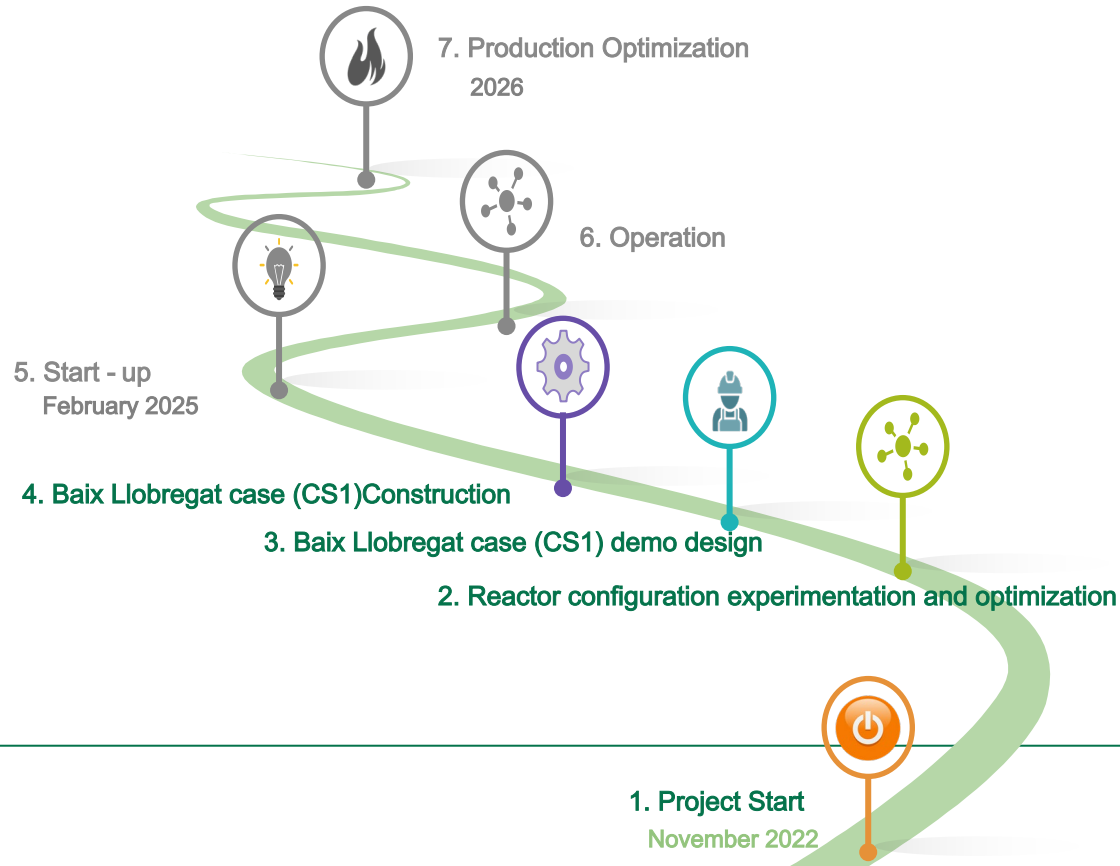 7. Production Optimization
2026
6. Operation
5. Start - up
February 2025
4. Baix Llobregat case (CS1)Construction
3. Baix Llobregat case (CS1) demo design
2. Reactor configuration experimentation and optimization
1. Project Start
November 2022